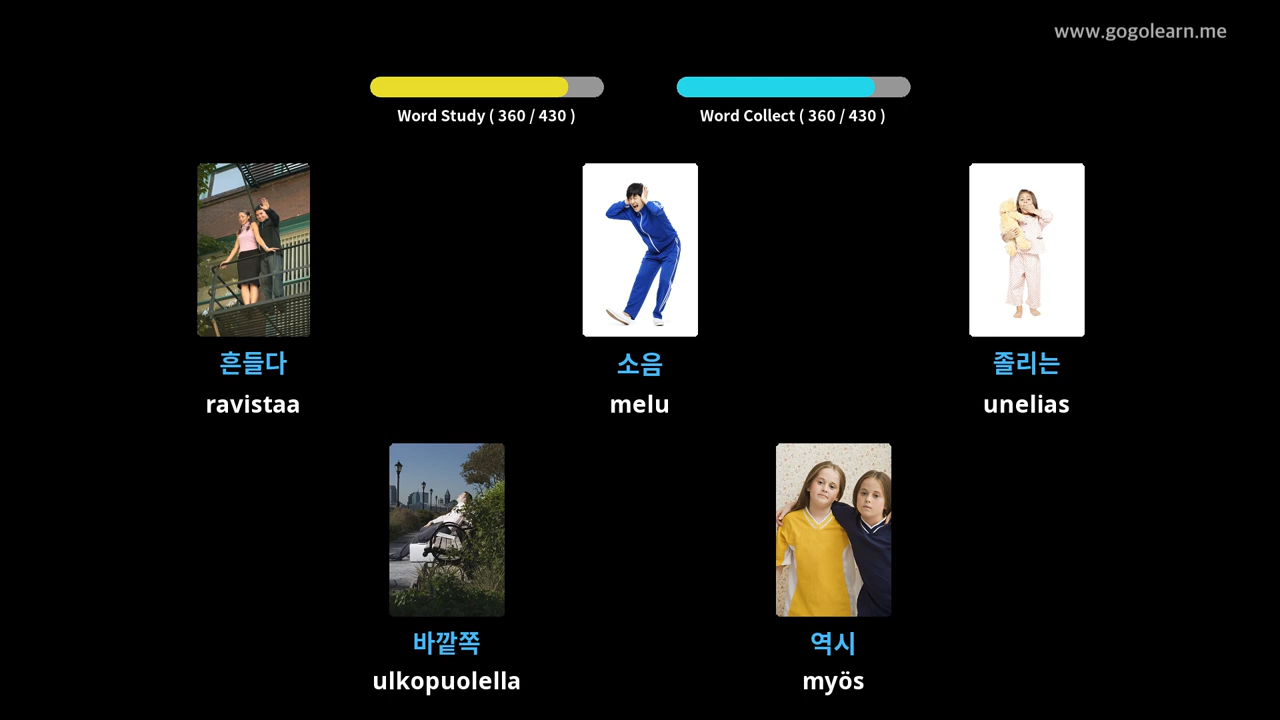 www.gogolearn.me
Word Study ( 360 / 430 )
Word Collect ( 360 / 430 )
흔들다
소음
졸리는
ravistaa
melu
unelias
바깥쪽
역시
ulkopuolella
myös